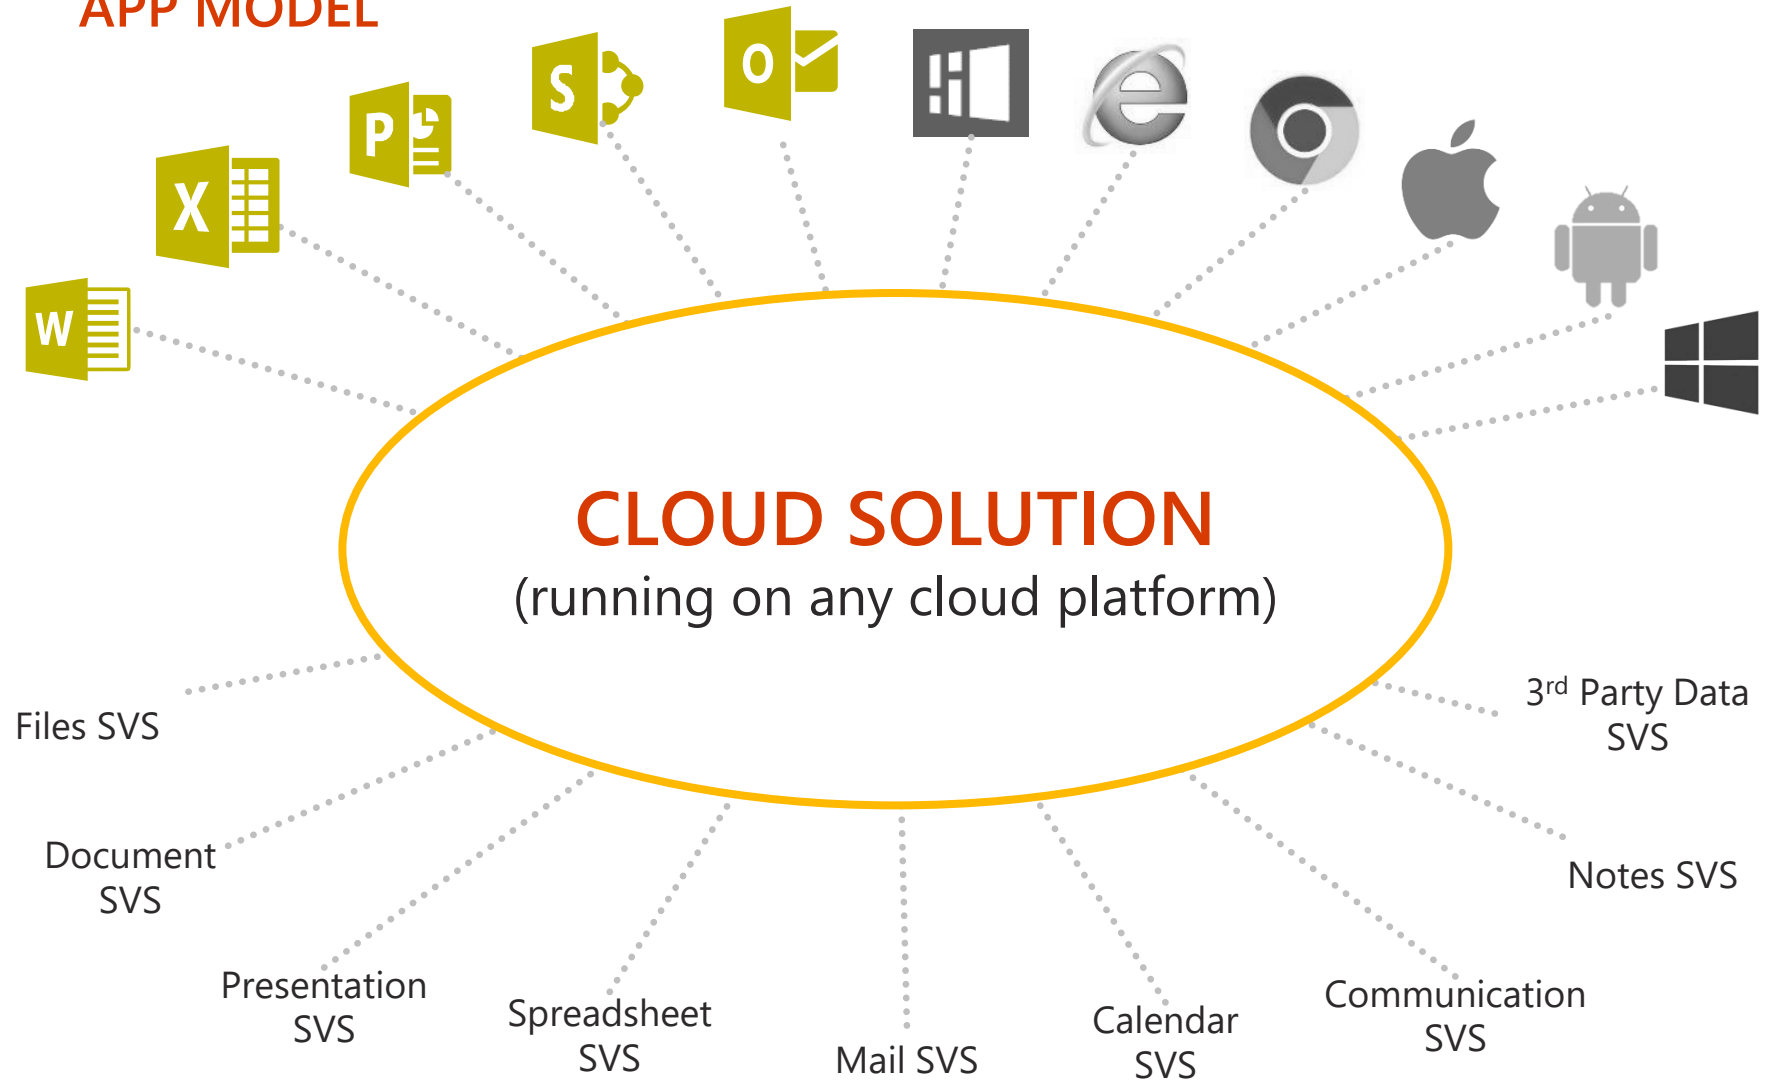 APP MODEL
W
X
P
S
O
CLOUD SOLUTION
(running on any cloud platform)
Files SVS
Document
SVS
Presentation
SVS
Spreadsheet
SVS
Mail SVS
Calendar
SVS
Communication
SVS
Notes SVS
3rd Party Data
SVS